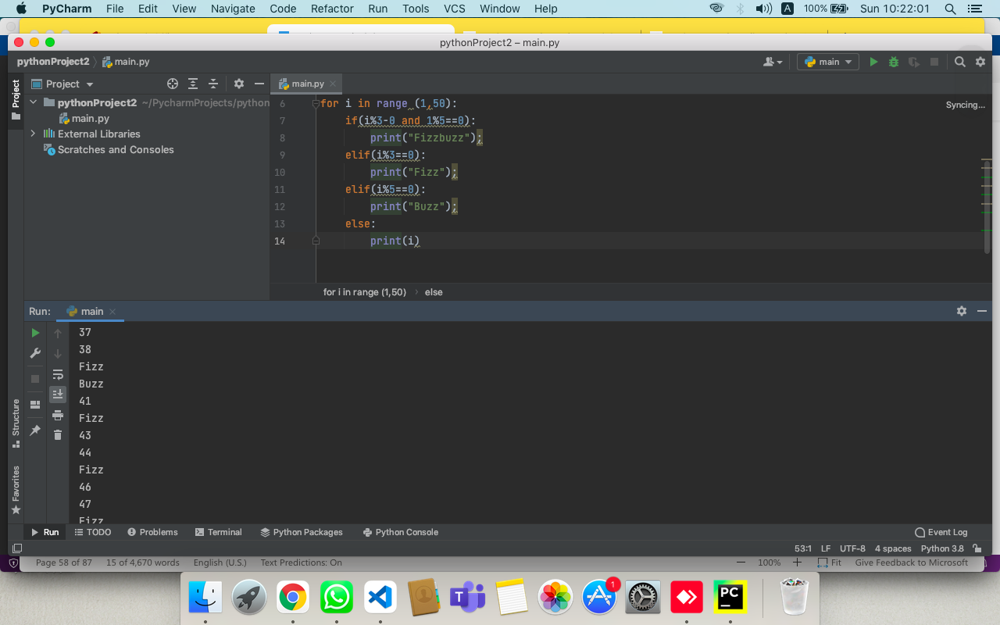 PyCharm File Edit View Navigate Code Refactor Run Tools VCS Window Help A 100% Sun 10:22:01
pythonProject2 – main.py
pythonProject2 main.py main
Project
Project main.py
pythonProject2 ~/PycharmProjects/python
main.py
External Libraries
Scratches and Consoles
Syncing...
6 for i in range (1,50):
7 if(i%3-0 and 1%5==0):
8 print("Fizzbuzz");
9 elif(i%3==0):
10 print("Fizz");
11 elif(i%5==0):
12 print("Buzz");
13 else:
14 print(i)
for i in range (1,50) else
Run: main
37
38
Fizz
Buzz
41
Fizz
43
44
Fizz
46
47
Fizz
Structure
Favorites
Run TODO Problems Terminal Python Packages Python Console Event Log
53:1 LF UTF-8 4 spaces Python 3.8
Page 58 of 87 15 of 4,670 words English (U.S.) Text Predictions: On 100% Fit Give Feedback to Microsoft
1
PC